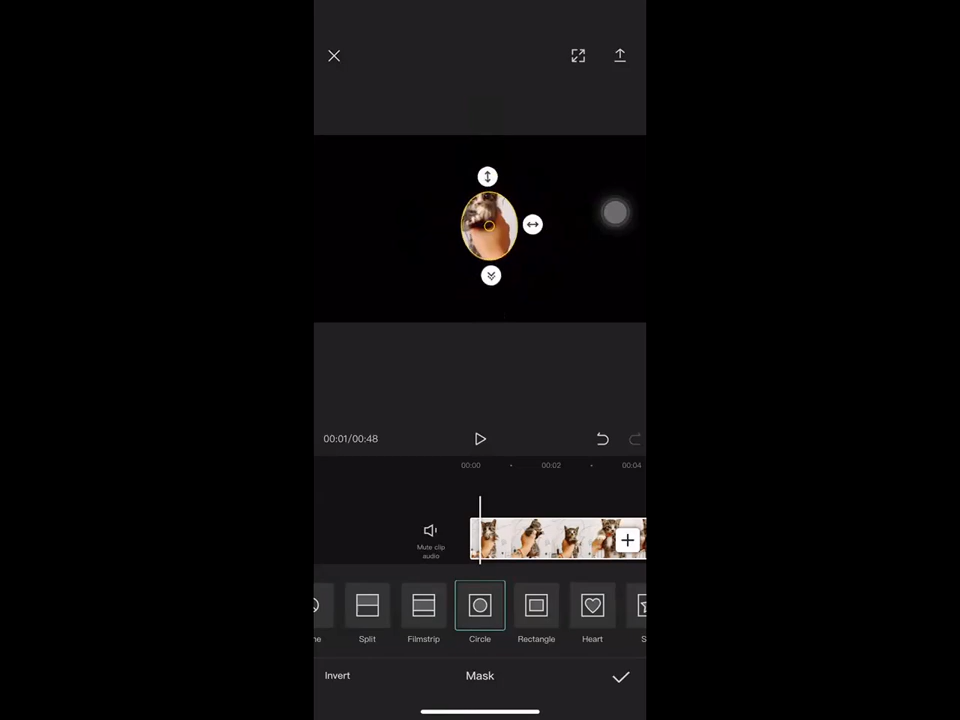 00:01/00:48
00:00
00:02
00:04
Mute clip
audio
Split
Filmstrip
Circle
Rectangle
Heart
Invert
Mask